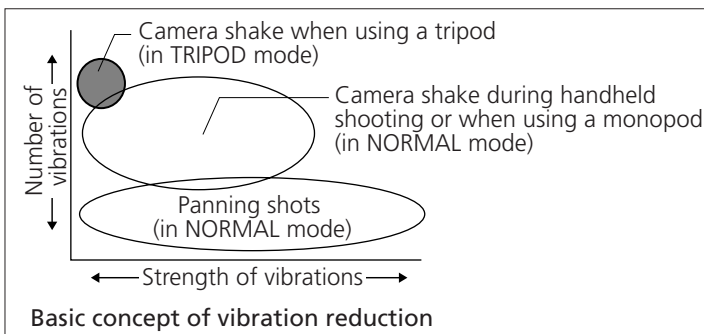 Camera shake when using a tripod
(in TRIPOD mode)
Number of
vibrations
Camera shake during handheld
shooting or when using a monopod
(in NORMAL mode)
Panning shots
(in NORMAL mode)
Strength of vibrations
Basic concept of vibration reduction